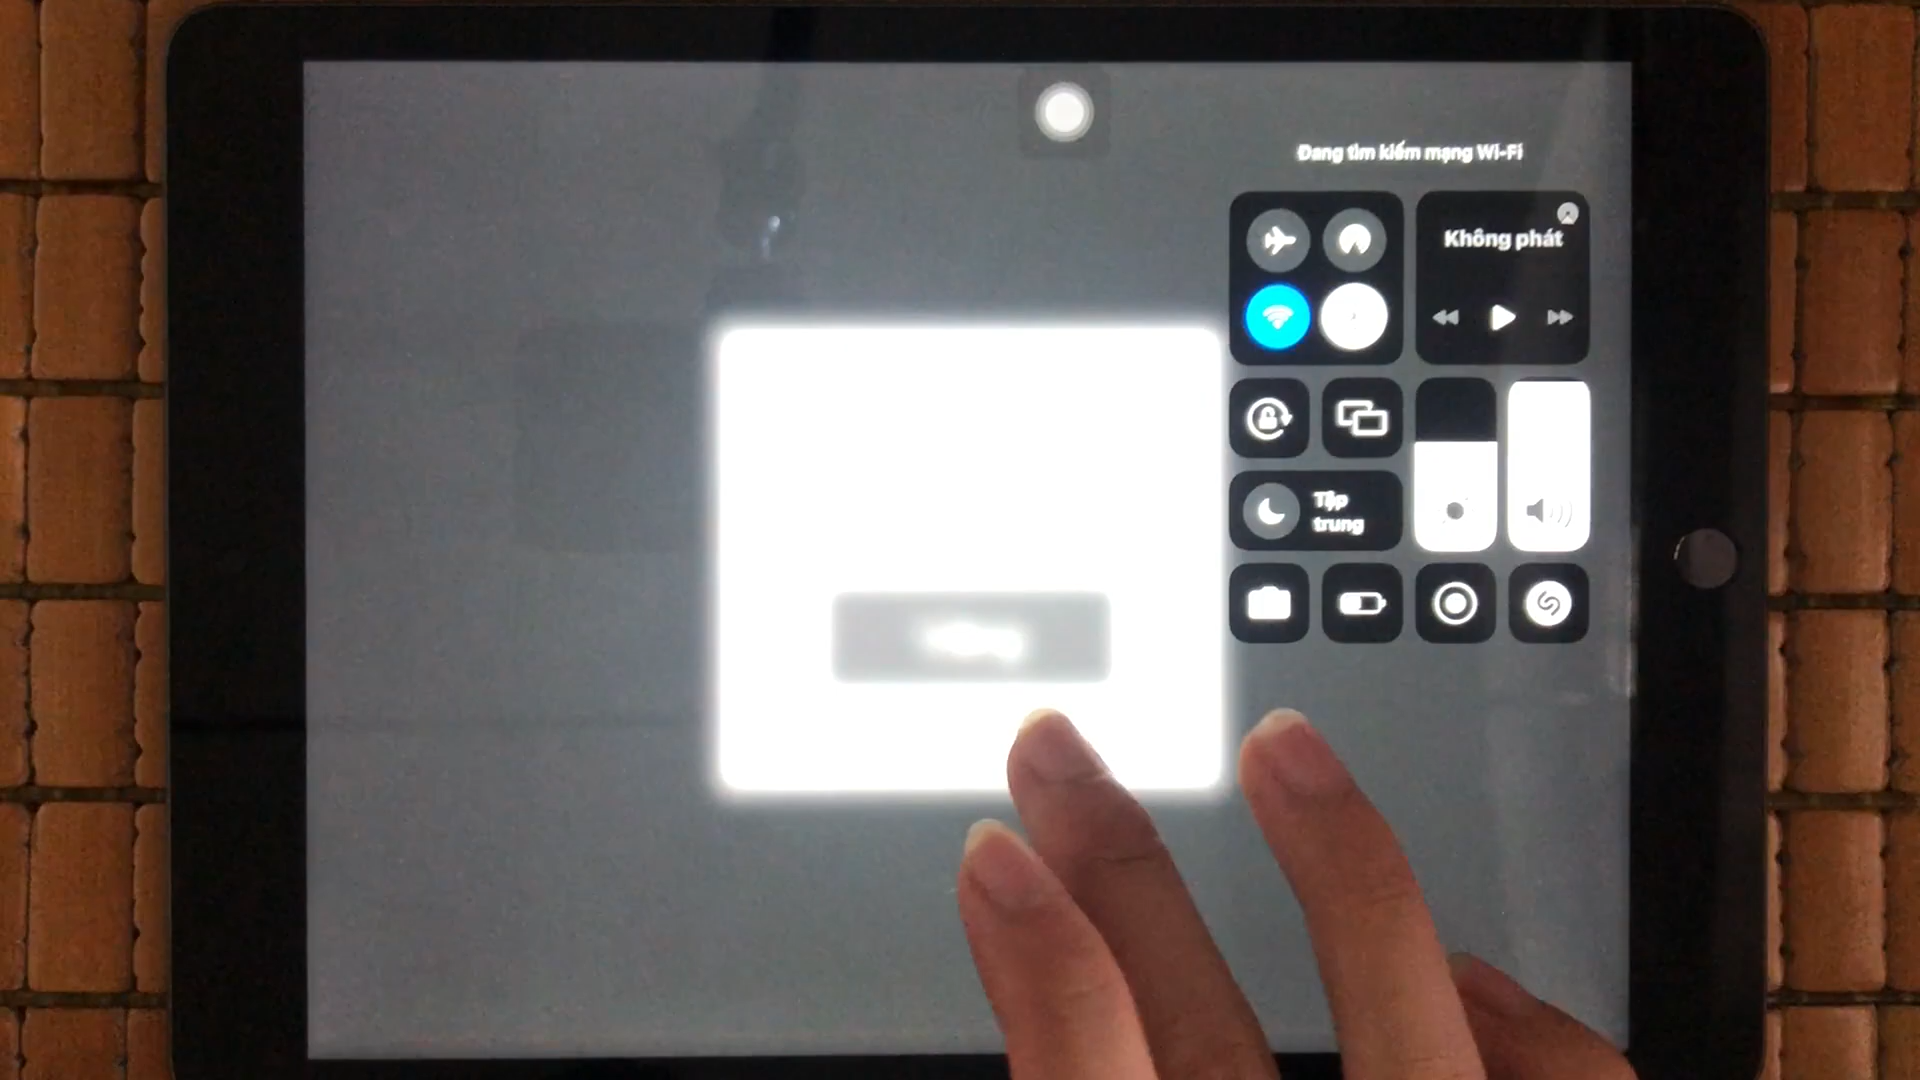 Đang tìm kiếm mạng Wi-Fi
Không phát
Tập
trung